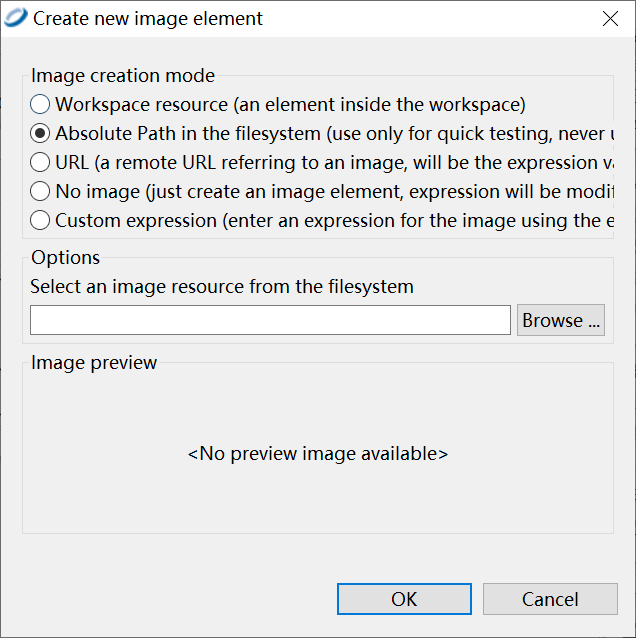 Create new image element
Image creation mode
Workspace resource (an element inside the workspace)
Absolute Path in the filesystem (use only for quick testing, never
URL (a remote URL referring to an image, will be the expression
No image (just create an image element, expression will be
Custom expression (enter an expression for the image using the
Options
Select an image resource from the filesystem
Browse ...
Image preview
<No preview image available>
OK
Cancel